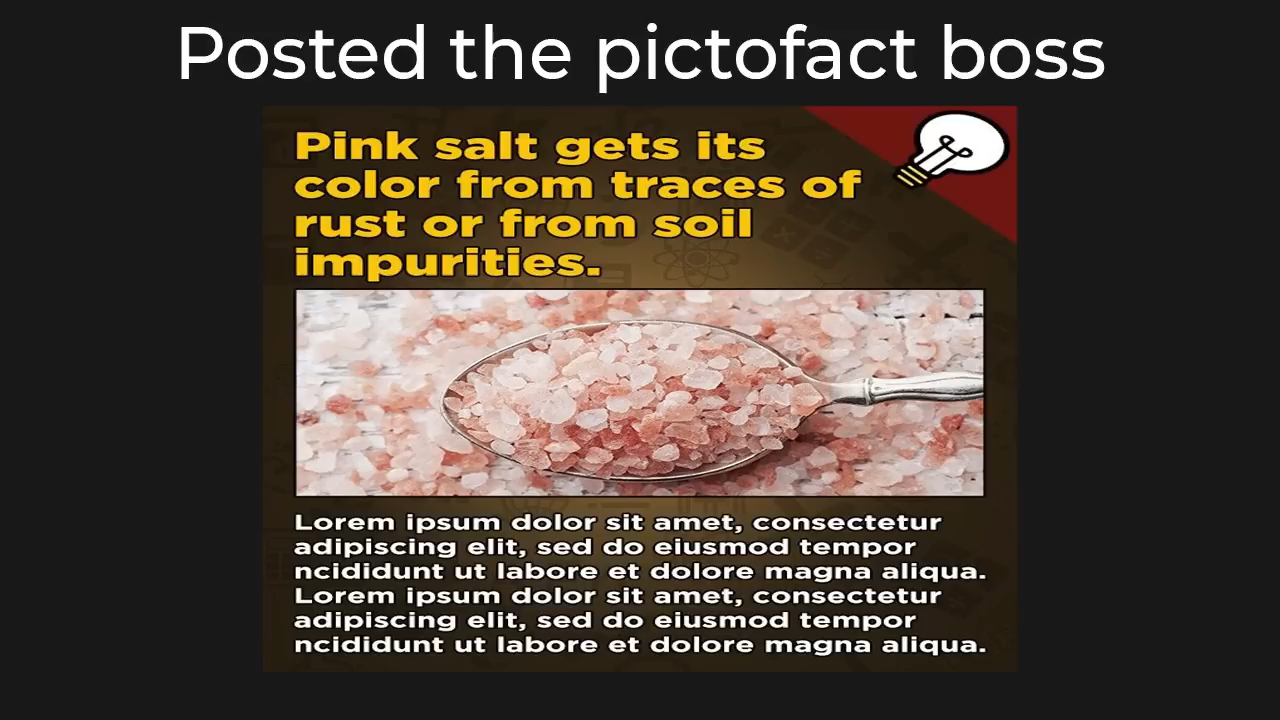 Posted the pictofact boss
Pink salt gets its
color from traces of
rust or from soil
impurities.
Lorem ipsum dolor sit amet, consectetur
adipiscing elit, sed do eiusmod tempor
ncididunt ut labore et dolore magna aliqua.
Lorem ipsum dolor sit amet, consectetur
adipiscing elit, sed do eiusmod tempor
ncididunt ut labore et dolore magna aliqua.